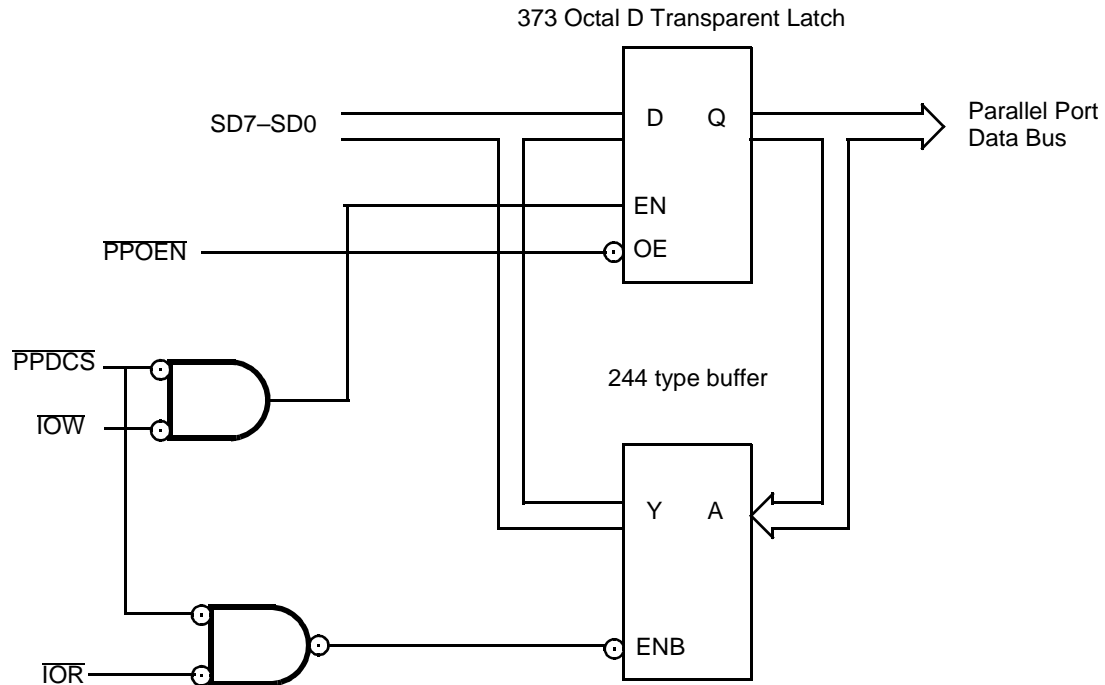 373 Octal D Transparent Latch
SD7–SD0
D Q
Parallel Port
Data Bus
EN
PPOEN
OE
PPDCS
244 type buffer
IOW
Y A
ENB
IOR